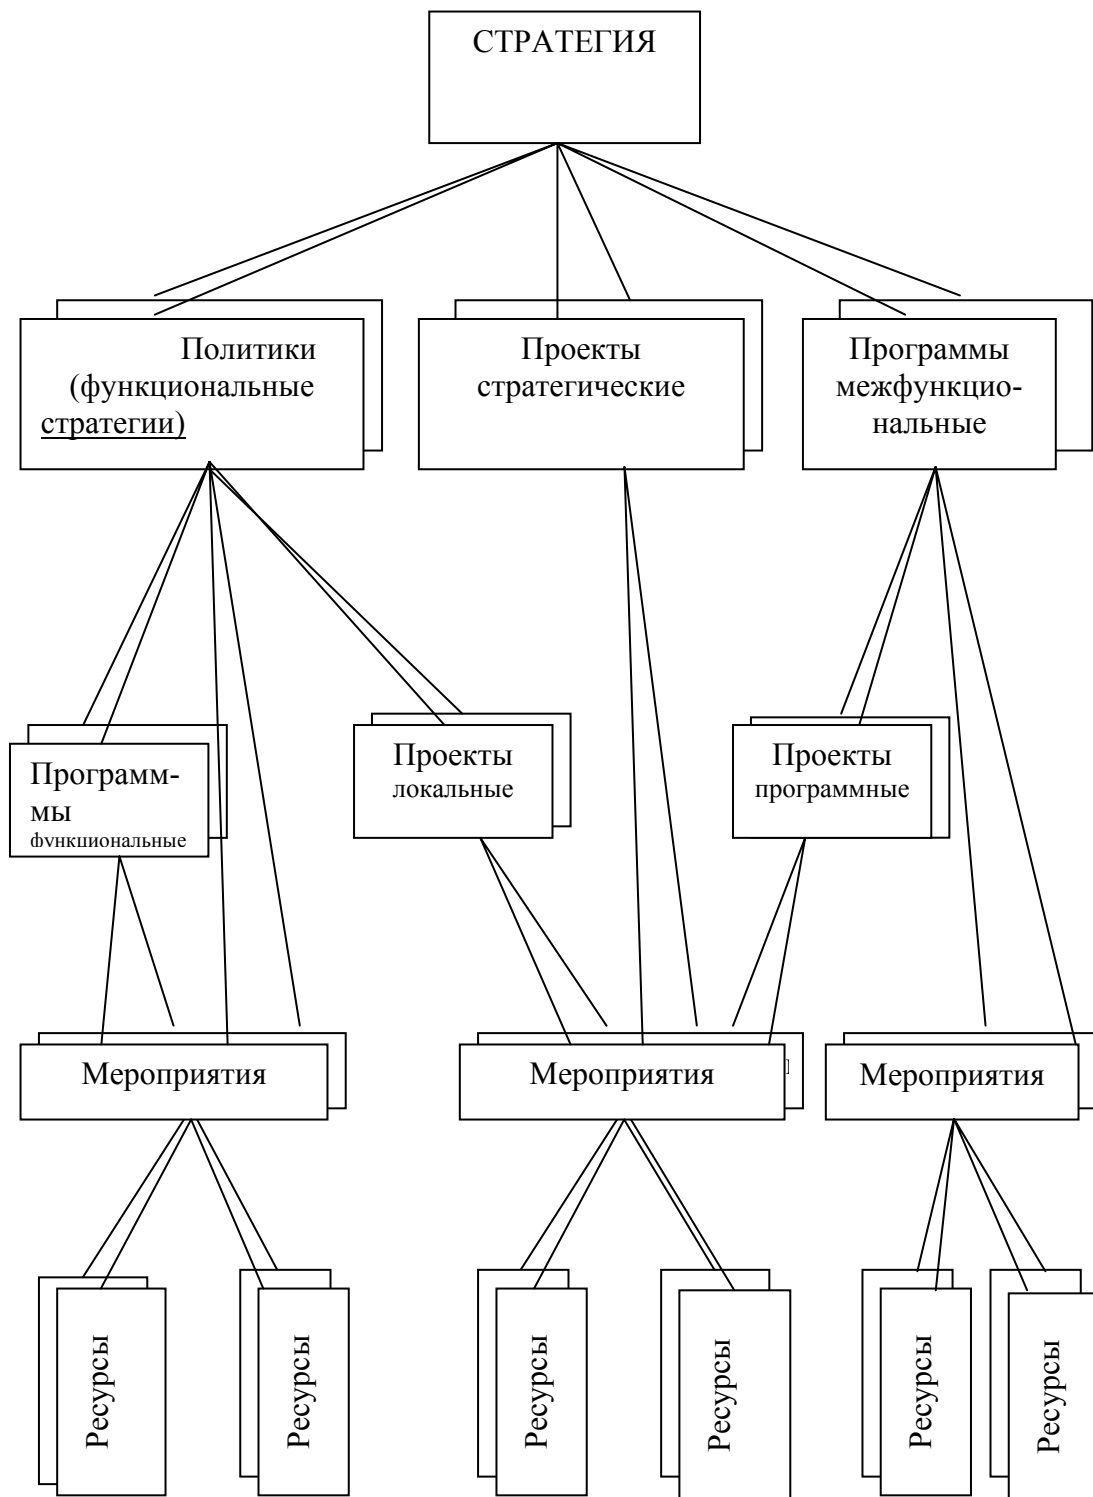 СТРАТЕГИЯ
Политики
(функциональные
стратегии)
Проекты
стратегические
Программы
межфункцио-
нальные
Программ-
мы
функциональные
Проекты
локальные
Проекты
программные
Мероприятия
Мероприятия
Мероприятия
Ресурсы
Ресурсы
Ресурсы
Ресурсы
Ресурсы
Ресурсы